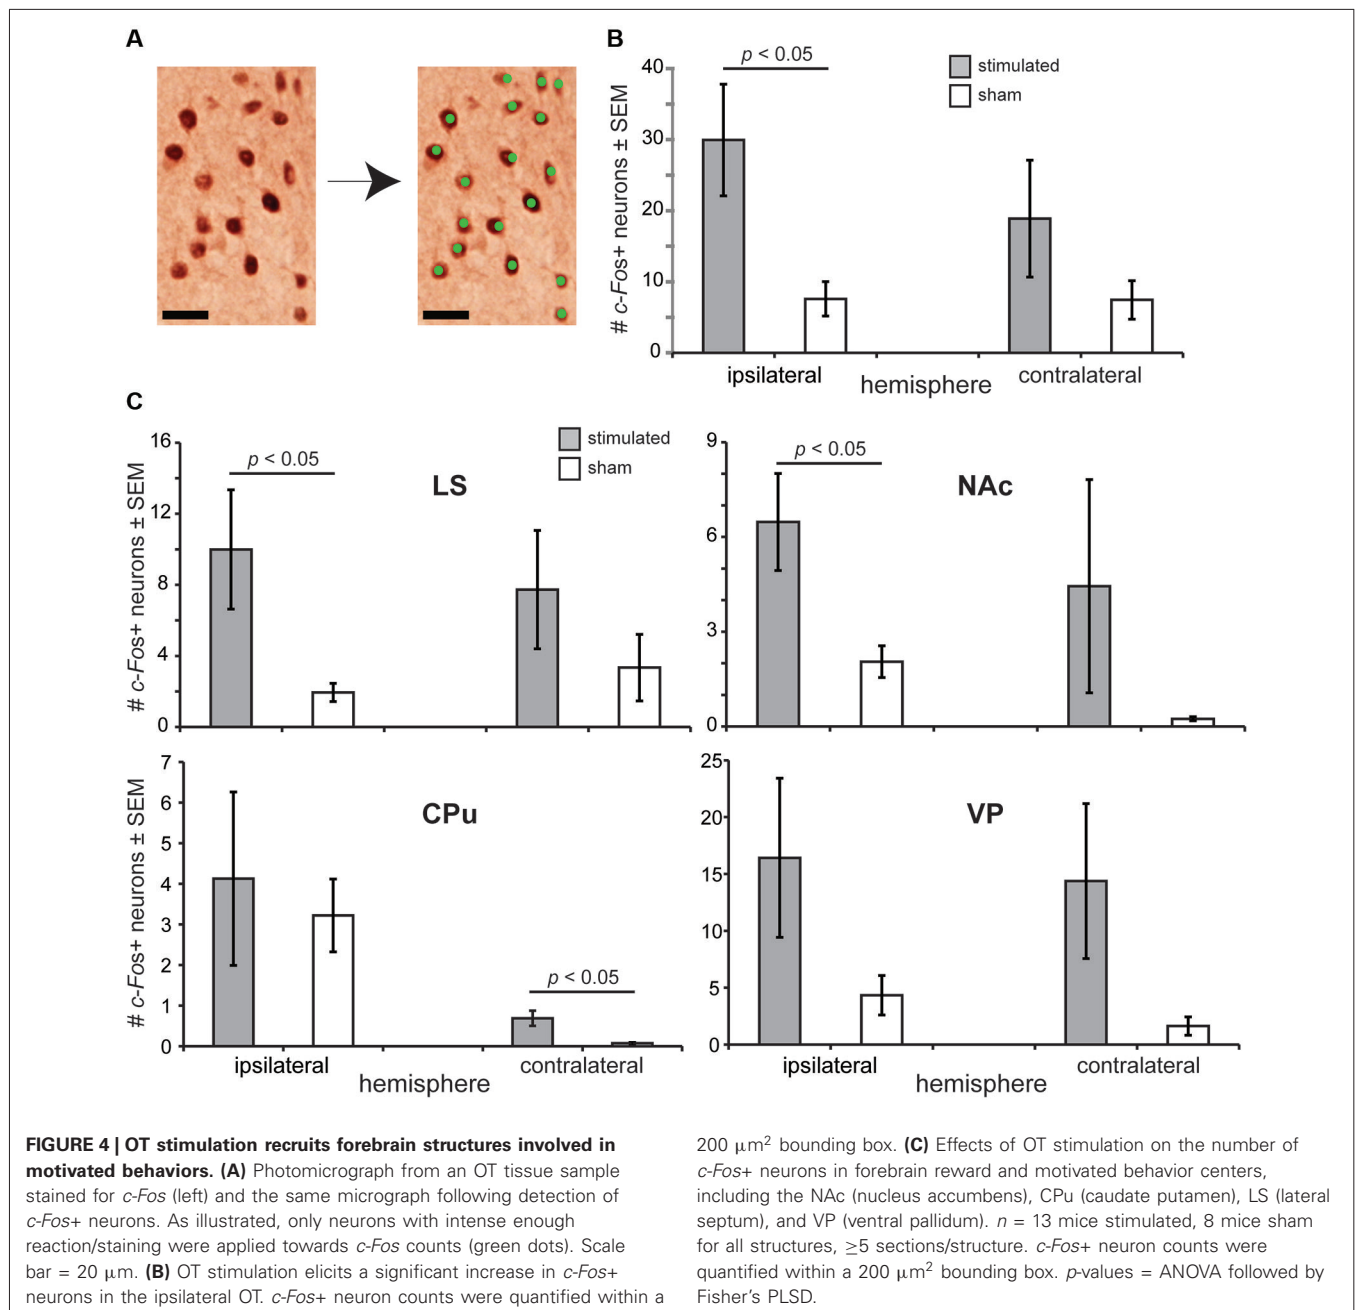 A
B
p < 0.05
stimulated
sham
# c-Fos+ neurons ± SEM
40
30
20
10
0
ipsilateral
hemisphere
contralateral
C
16
12
8
4
0
# c-Fos+ neurons ± SEM
p < 0.05
LS
stimulated
sham
9
6
3
0
p < 0.05
NAc
7
6
5
4
3
2
1
0
# c-Fos+ neurons ± SEM
CPu
p < 0.05
ipsilateral
hemisphere
contralateral
25
20
15
10
5
0
VP
ipsilateral
hemisphere
contralateral
FIGURE 4 | OT stimulation recruits forebrain structures involved in
motivated behaviors. (A) Photomicrograph from an OT tissue sample
stained for c-Fos (left) and the same micrograph following detection of
c-Fos+ neurons. As illustrated, only neurons with intense enough
reaction/staining were applied towards c-Fos counts (green dots). Scale
bar = 20 μm. (B) OT stimulation elicits a significant increase in c-Fos+
neurons in the ipsilateral OT. c-Fos+ neuron counts were quantified within a
200 μm² bounding box. (C) Effects of OT stimulation on the number of
c-Fos+ neurons in forebrain reward and motivated behavior centers,
including the NAc (nucleus accumbens), CPu (caudate putamen), LS (lateral
septum), and VP (ventral pallidum). n = 13 mice stimulated, 8 mice sham
for all structures, ≥5 sections/structure. c-Fos+ neuron counts were
quantified within a 200 μm² bounding box. p-values = ANOVA followed by
Fisher's PLSD.